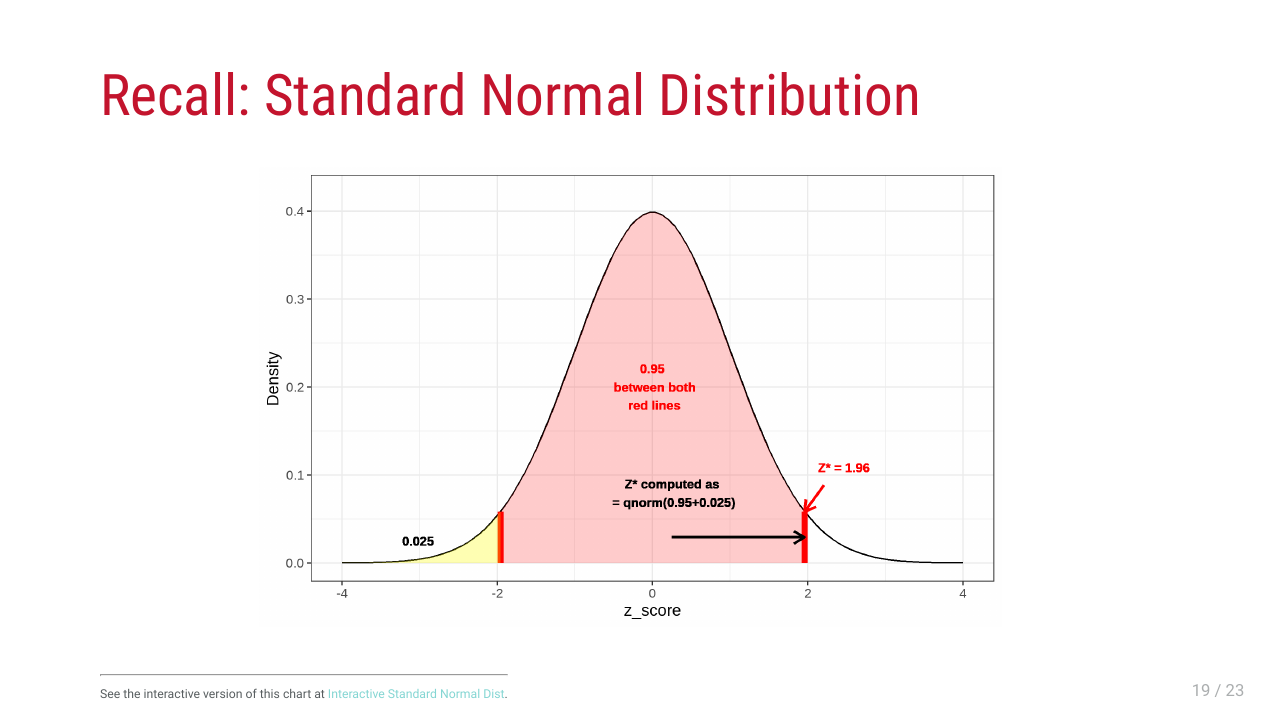 Recall: Standard Normal Distribution
0.4
0.3
0.2
0.1
0.0
Density
0.95
between both
red lines
Z* = 1.96
Z* computed as
= qnorm(0.95+0.025)
0.025
-4
-2
0
2
4
z_score
See the interactive version of this chart at Interactive Standard Normal Dist.
19 / 23